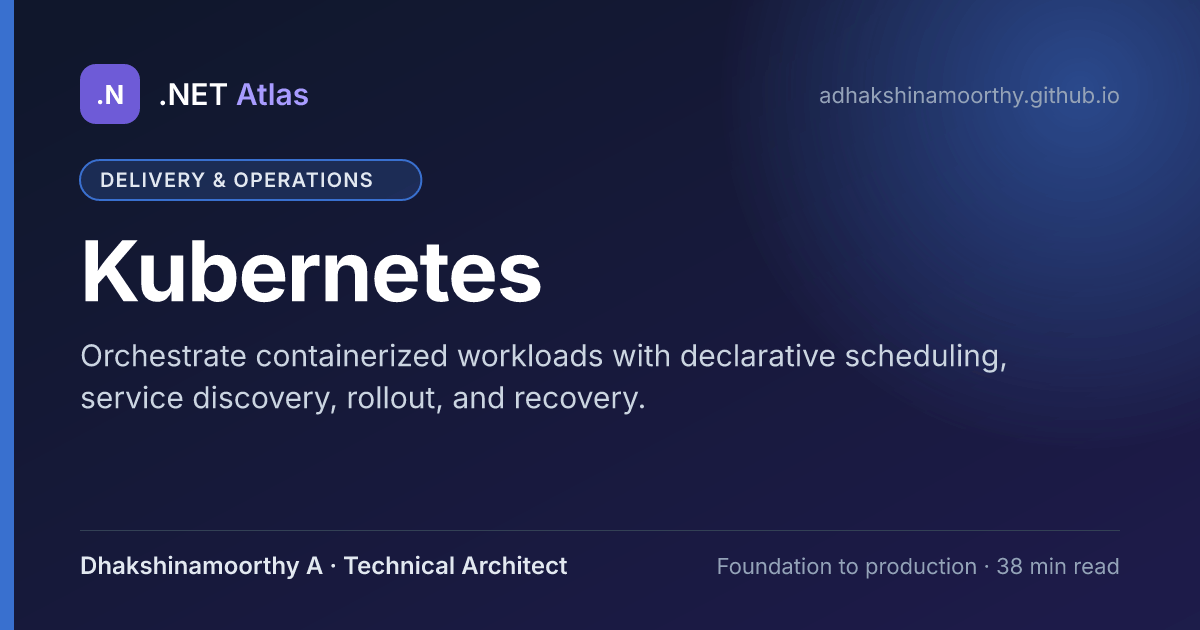 .N
.NET Atlas
adhakshinamoorthy.github.io
DELIVERY & OPERATIONS
Kubernetes
Orchestrate containerized workloads with declarative scheduling,
service discovery, rollout, and recovery.
Dhakshinamoorthy A · Technical Architect
Foundation to production · 38 min read